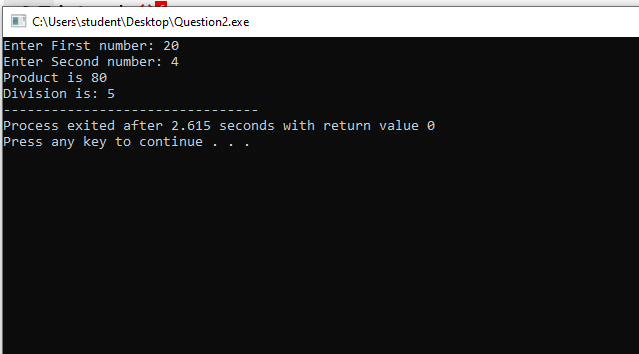 C:\Users\student\Desktop\Question2.exe
Enter First number: 20
Enter Second number: 4
Product is 80
Division is: 5
--------------------------------
Process exited after 2.615 seconds with return value 0
Press any key to continue . . .